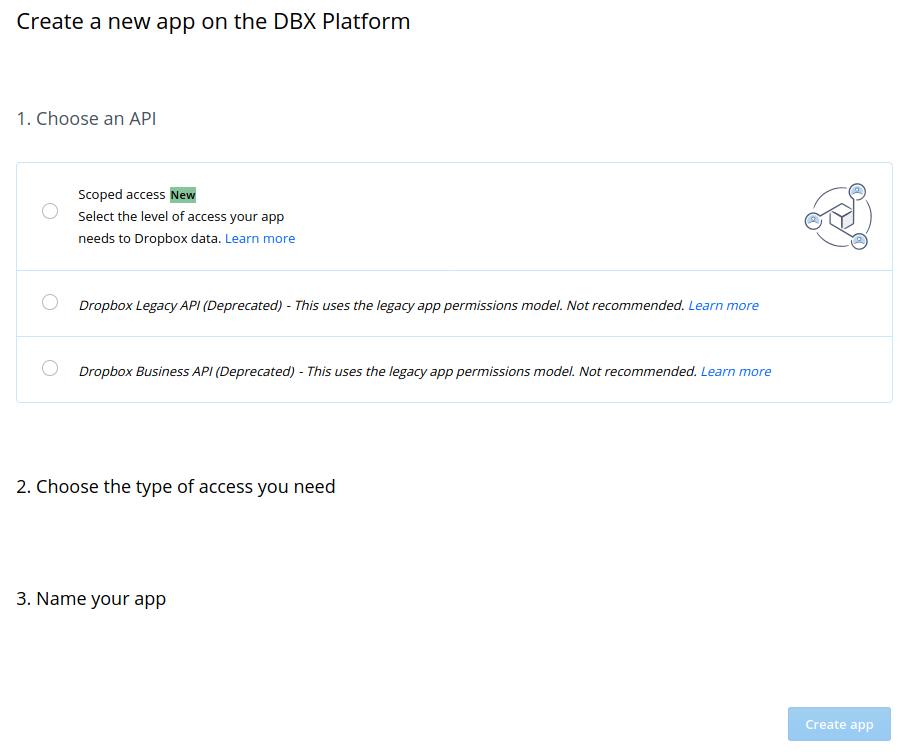 Create a new app on the DBX Platform
1. Choose an API
Scoped access New
Select the level of access your app
needs to Dropbox data. Learn more
Dropbox Legacy API (Deprecated) - This uses the legacy app permissions model. Not recommended. Learn more
Dropbox Business API (Deprecated) - This uses the legacy app permissions model. Not recommended. Learn more
2. Choose the type of access you need
3. Name your app
Create app